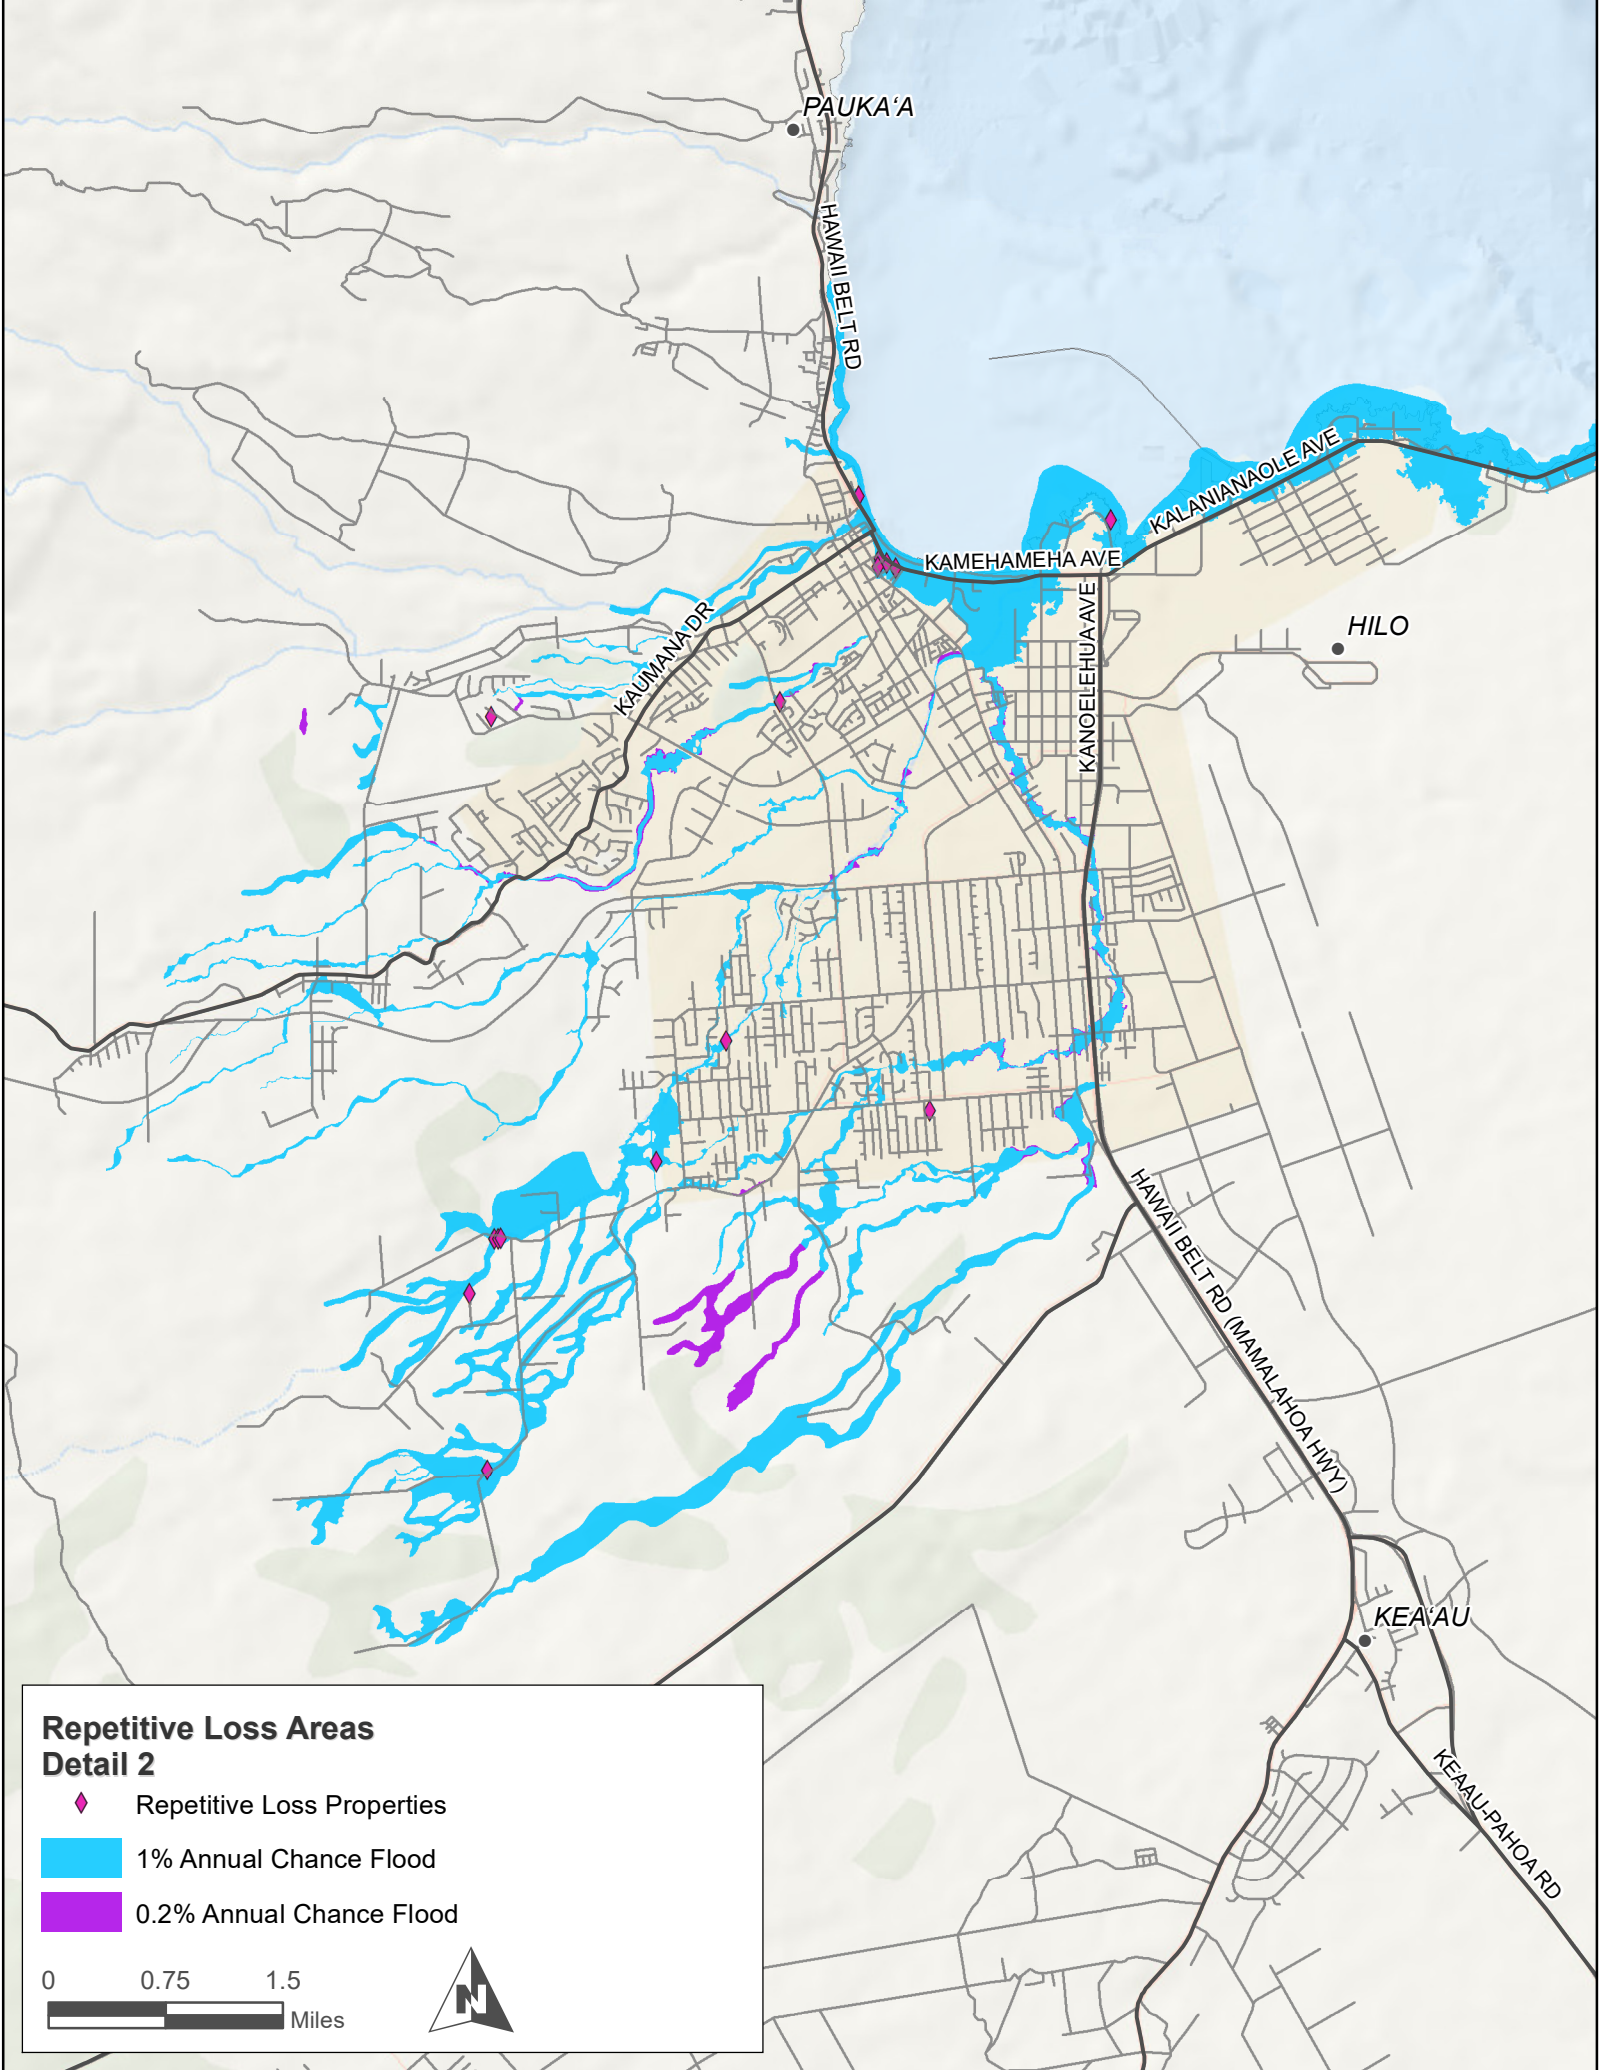 PAUKA‘A
HAWAII BELT RD
KALANIANAOLE AVE
KAMEHAMEHA AVE
KAUMANA DR
KANOELEHUA AVE
HILO
HAWAII BELT RD (MAMALAHOA HWY)
KEA‘AU
KEAAU-PAHOA RD
Repetitive Loss Areas
Detail 2
Repetitive Loss Properties
1% Annual Chance Flood
0.2% Annual Chance Flood
0 0.75 1.5
Miles
N